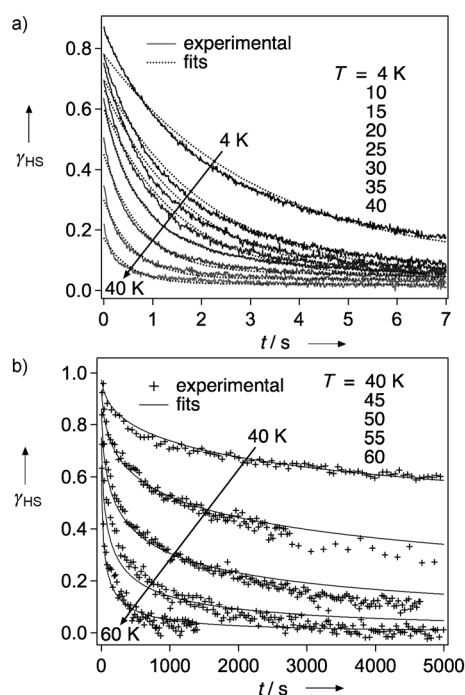 a)
0.8
0.6
0.4
0.2
0.0
γHS
experimental
fits
T = 4 K
10
15
20
25
30
35
40
4 K
40 K
0 1 2 3 4 5 6 7
t / s
b)
1.0
0.8
0.6
0.4
0.2
0.0
γHS
experimental
fits
T = 40 K
45
50
55
60
40 K
60 K
0 1000 2000 3000 4000 5000
t / s